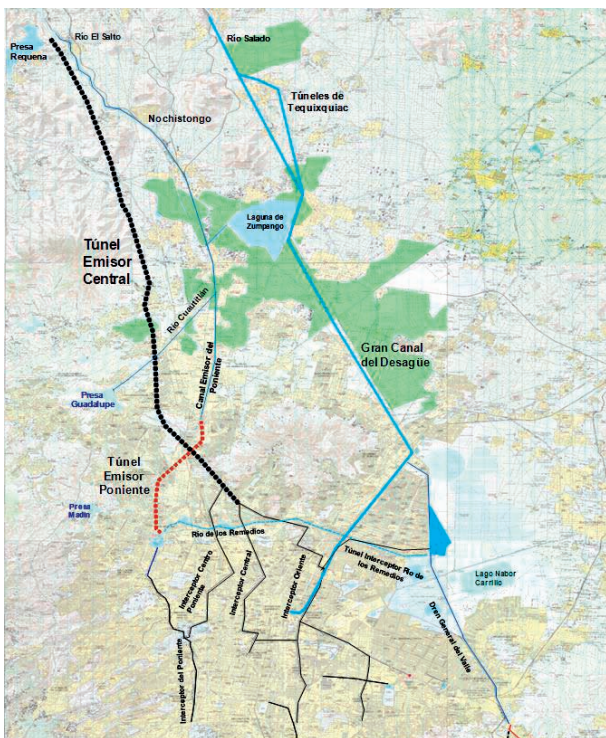 Presa
Requena
Río El Salto
Río Salado
Túneles de
Tequixquiac
Nochistongo
Laguna de
Zumpango
Túnel
Emisor
Central
Río Cuautitlán
Canal Emisor del
Poniente
Gran Canal
del Desagüe
Presa
Guadalupe
Túnel
Emisor
Poniente
Presa
Madín
Río de los Remedios
Interceptor Centro
Poniente
Interceptor Central
Interceptor Oriente
Túnel Interceptor Río de
los Remedios
Lago Nabor
Carrillo
Dren General del Valle
Interceptor del Poniente